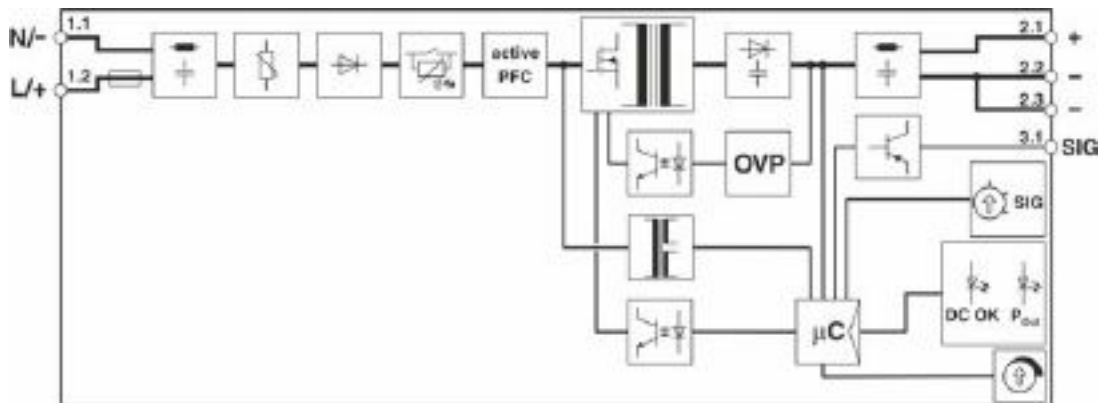 N/−
1.1
L/+
1.2
active
PFC
2.1
+
2.2
−
2.3
−
3.1
SIG
OVP
SIG
DC OK
POut
µC